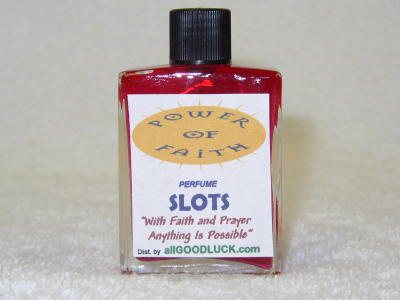 POWER
OF
FAiTH
PERFUME
SLOTS
"With Faith and Prayer
Anything Is Possible"
Dist. by allGOODLUCK.com